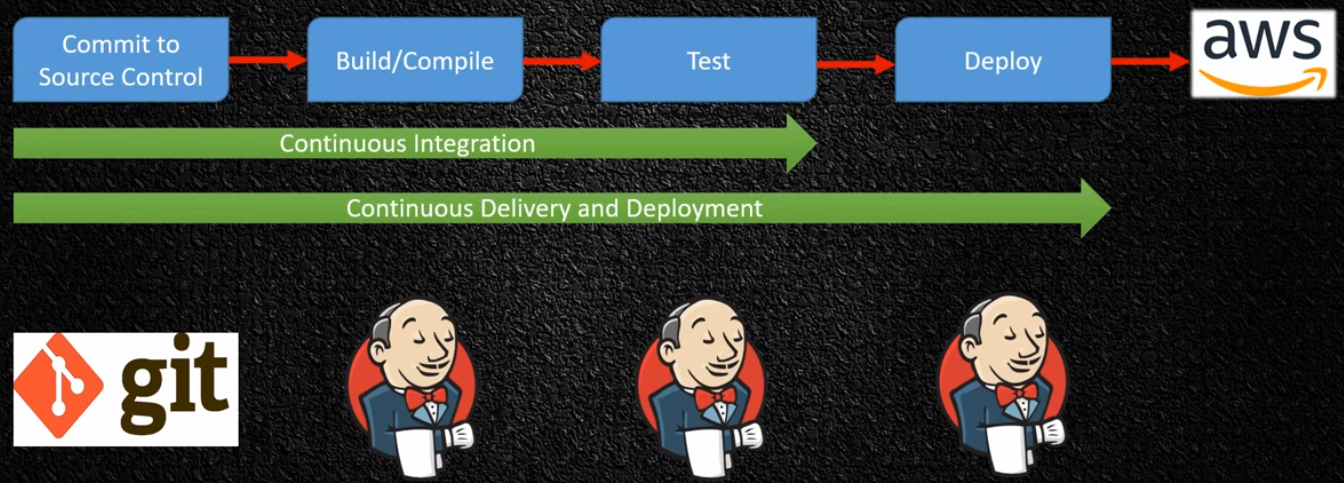 Commit to
Source Control
Build/Compile
Test
Deploy
aws
Continuous Integration
Continuous Delivery and Deployment
git